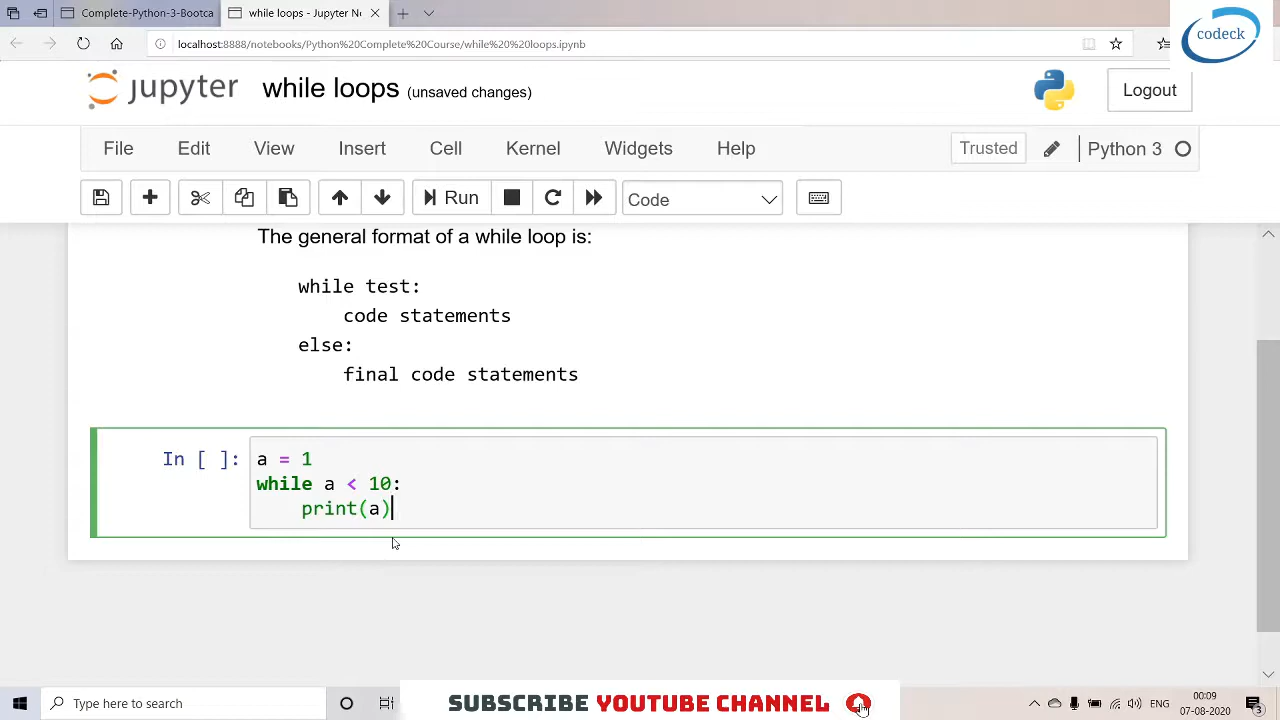 Complete-Python-3-Bootca
while loops - Jupyter No
codeck
localhost:8888/notebooks/Python%20Complete%20Course/while%20%20loops.ipynb
jupyter
while loops (unsaved changes)
Logout
File Edit View Insert Cell Kernel Widgets Help
Trusted
Python 3
Run
Code
The general format of a while loop is:
while test:
    code statements
else:
    final code statements
In [ ]:
a = 1
while a < 10:
    print(a)
Type here to search
SUBSCRIBE YOUTUBE CHANNEL
ENG
00:09
07-08-2020
3